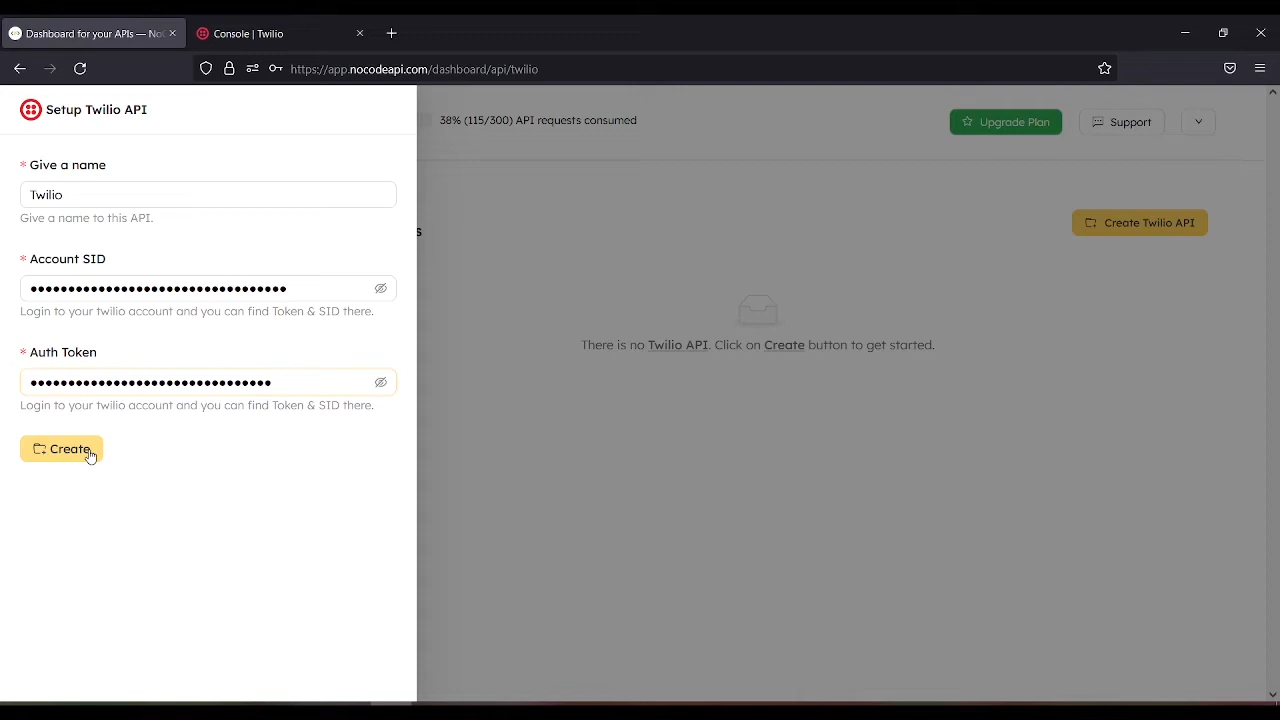 Dashboard for your APIs — NoC
Console | Twilio
https://app.nocodeapi.com/dashboard/api/twilio
Setup Twilio API
38% (115/300) API requests consumed
Upgrade Plan
Support
* Give a name
Twilio
Give a name to this API.
s
Create Twilio API
* Account SID
••••••••••••••••••••••••••••••••••
Login to your twilio account and you can find Token & SID there.
There is no Twilio API. Click on Create button to get started.
* Auth Token
••••••••••••••••••••••••••••••••
Login to your twilio account and you can find Token & SID there.
Create